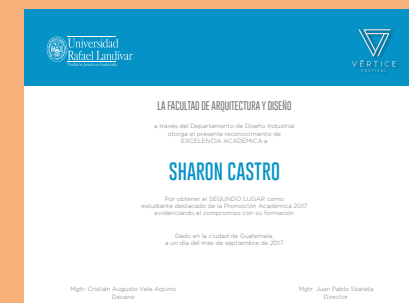 Universidad
Rafael Landívar
Tradición Jesuita en Guatemala
VÉRTICE
FESTIVAL
LA FACULTAD DE ARQUITECTURA Y DISEÑO
a través del Departamento de Diseño Industrial
otorga el presente reconocimiento de
EXCELENCIA ACADÉMICA a
SHARON CASTRO
Por obtener el SEGUNDO LUGAR como
estudiante destacado de la Promoción Académica 2017
evidenciando el compromiso con su formación
Dado en la ciudad de Guatemala,
a un día del mes de septiembre de 2017
Mgtr. Cristián Augusto Vela Aquino
Decano
Mgtr. Juan Pablo Szarata
Director